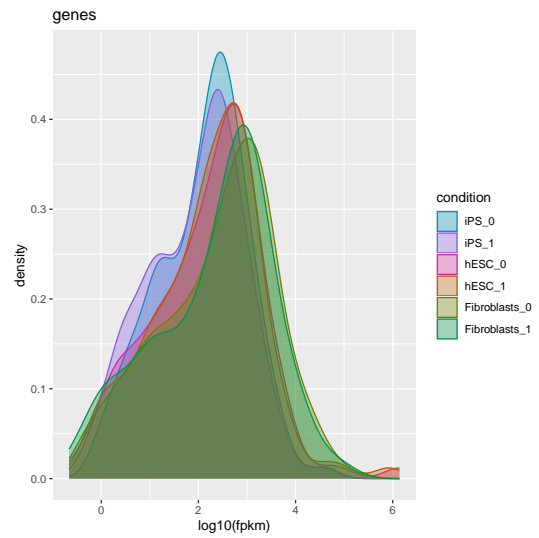 genes
density
0.4
0.3
0.2
0.1
0.0
0
2
4
6
log10(fpkm)
condition
iPS_0
iPS_1
hESC_0
hESC_1
Fibroblasts_0
Fibroblasts_1